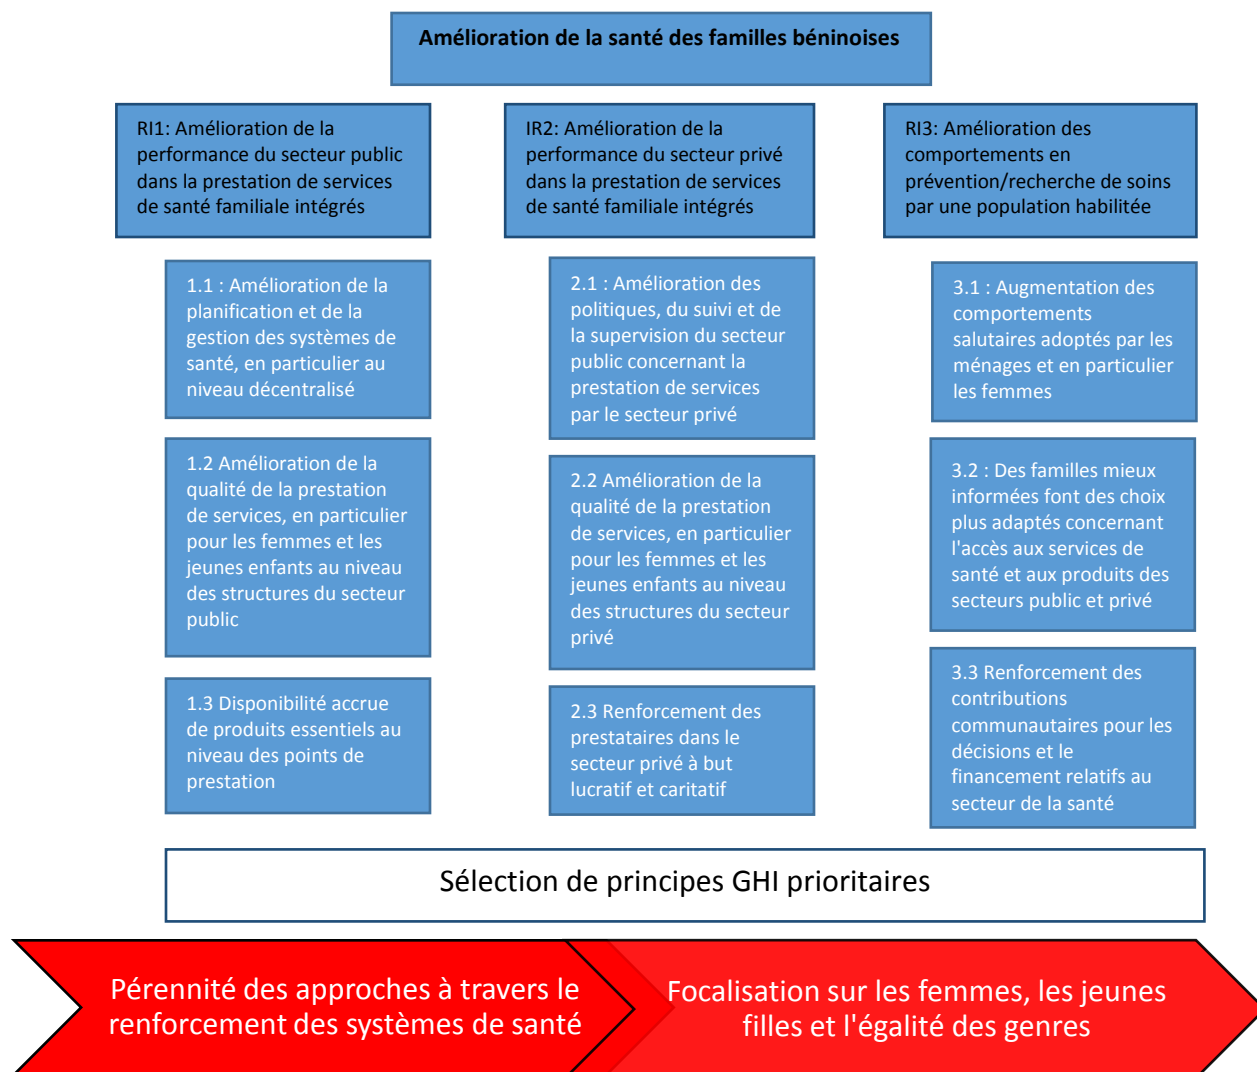 Amélioration de la santé des familles béninoises
RI1: Amélioration de la
performance du secteur public
dans la prestation de services
de santé familiale intégrés
IR2: Amélioration de la
performance du secteur privé
dans la prestation de services
de santé familiale intégrés
RI3: Amélioration des
comportements en
prévention/recherche de soins
par une population habilitée
1.1 : Amélioration de la
planification et de la
gestion des systèmes de
santé, en particulier au
niveau décentralisé
1.2 Amélioration de la
qualité de la prestation
de services, en particulier
pour les femmes et les
jeunes enfants au niveau
des structures du secteur
public
1.3 Disponibilité accrue
de produits essentiels au
niveau des points de
prestation
2.1 : Amélioration des
politiques, du suivi et de
la supervision du secteur
public concernant la
prestation de services
par le secteur privé
2.2 Amélioration de la
qualité de la prestation
de services, en particulier
pour les femmes et les
jeunes enfants au niveau
des structures du secteur
privé
2.3 Renforcement des
prestataires dans le
secteur privé à but
lucratif et caritatif
3.1 : Augmentation des
comportements
salutaires adoptés par les
ménages et en particulier
les femmes
3.2 : Des familles mieux
informées font des choix
plus adaptés concernant
l'accès aux services de
santé et aux produits des
secteurs public et privé
3.3 Renforcement des
contributions
communautaires pour les
décisions et le
financement relatifs au
secteur de la santé
Sélection de principes GHI prioritaires
Pérennité des approches à travers le
renforcement des systèmes de santé
Focalisation sur les femmes, les jeunes
filles et l'égalité des genres